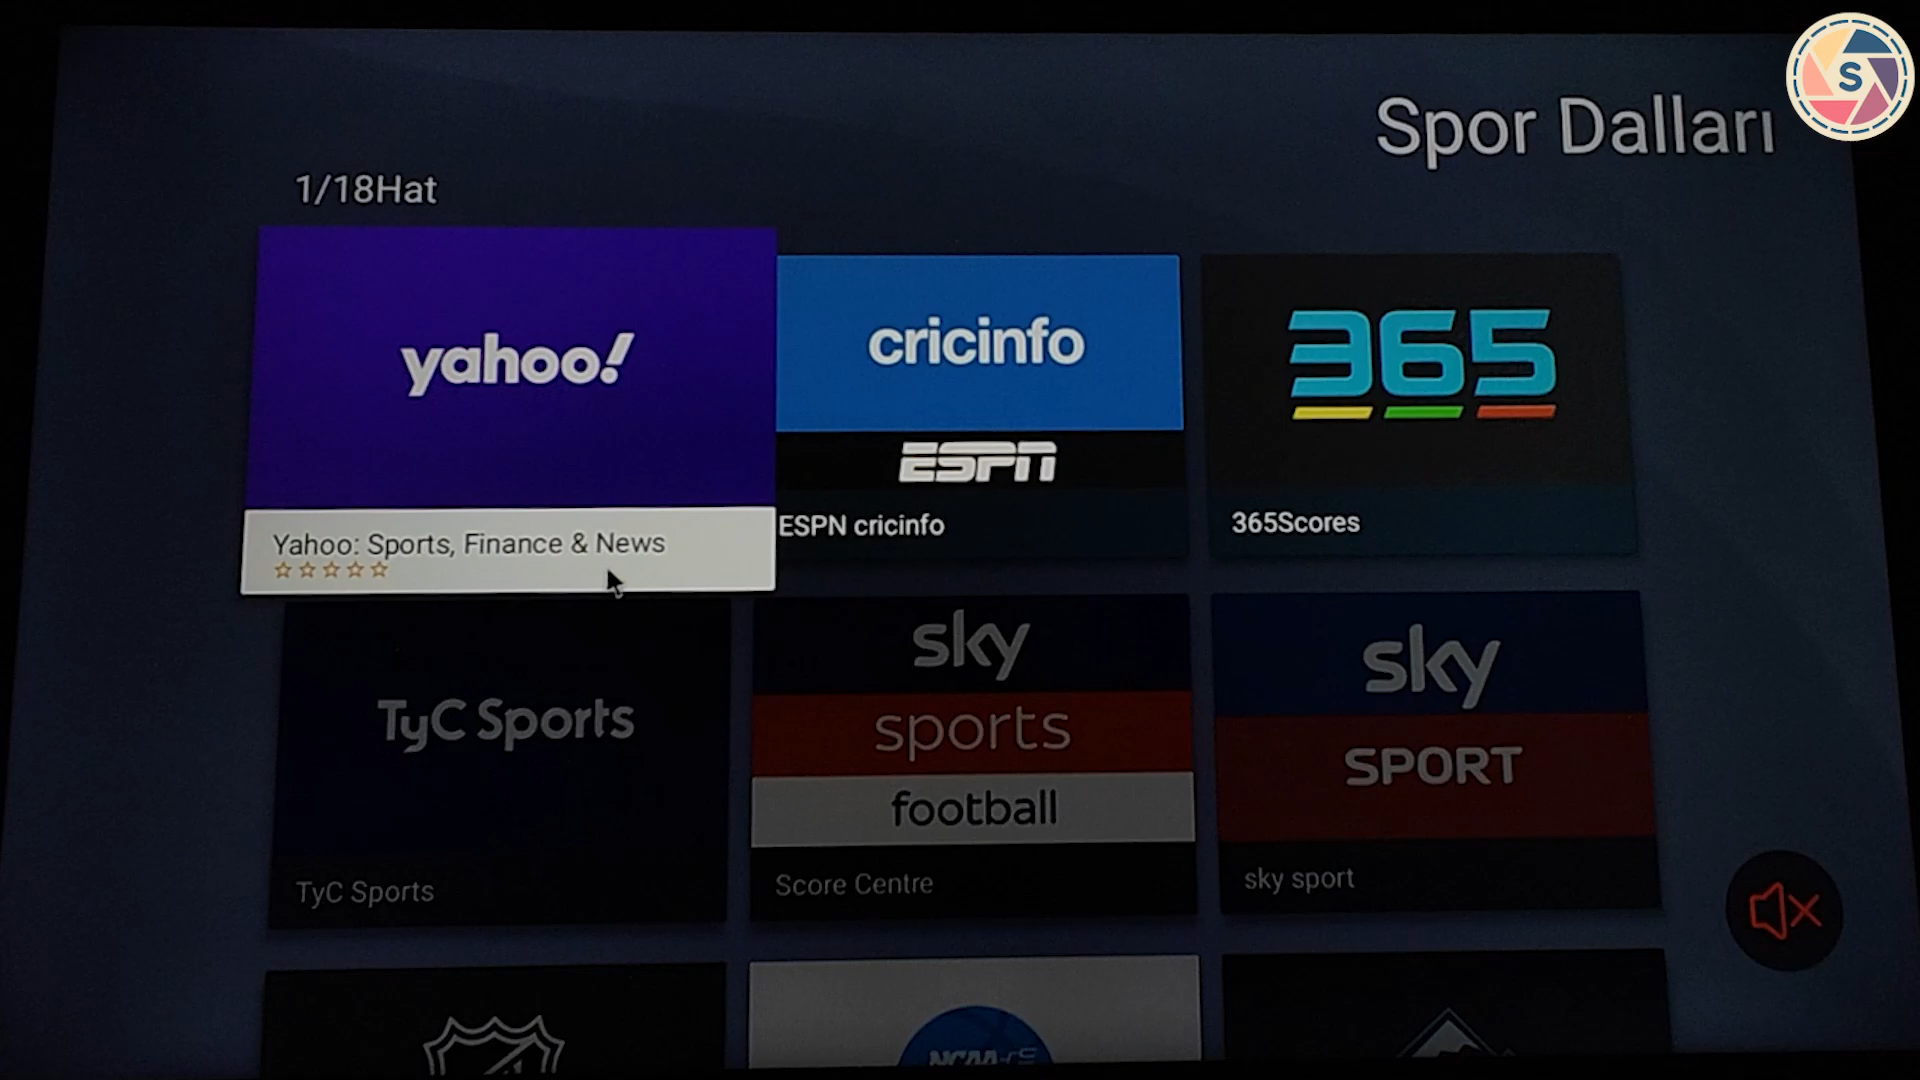 S
Spor Dalları
1/18Hat
yahoo!
Yahoo: Sports, Finance & News
cricinfo
ESPN
ESPN cricinfo
365
365Scores
TyC Sports
TyC Sports
sky
sports
football
Score Centre
sky
SPORT
sky sport
NCAA